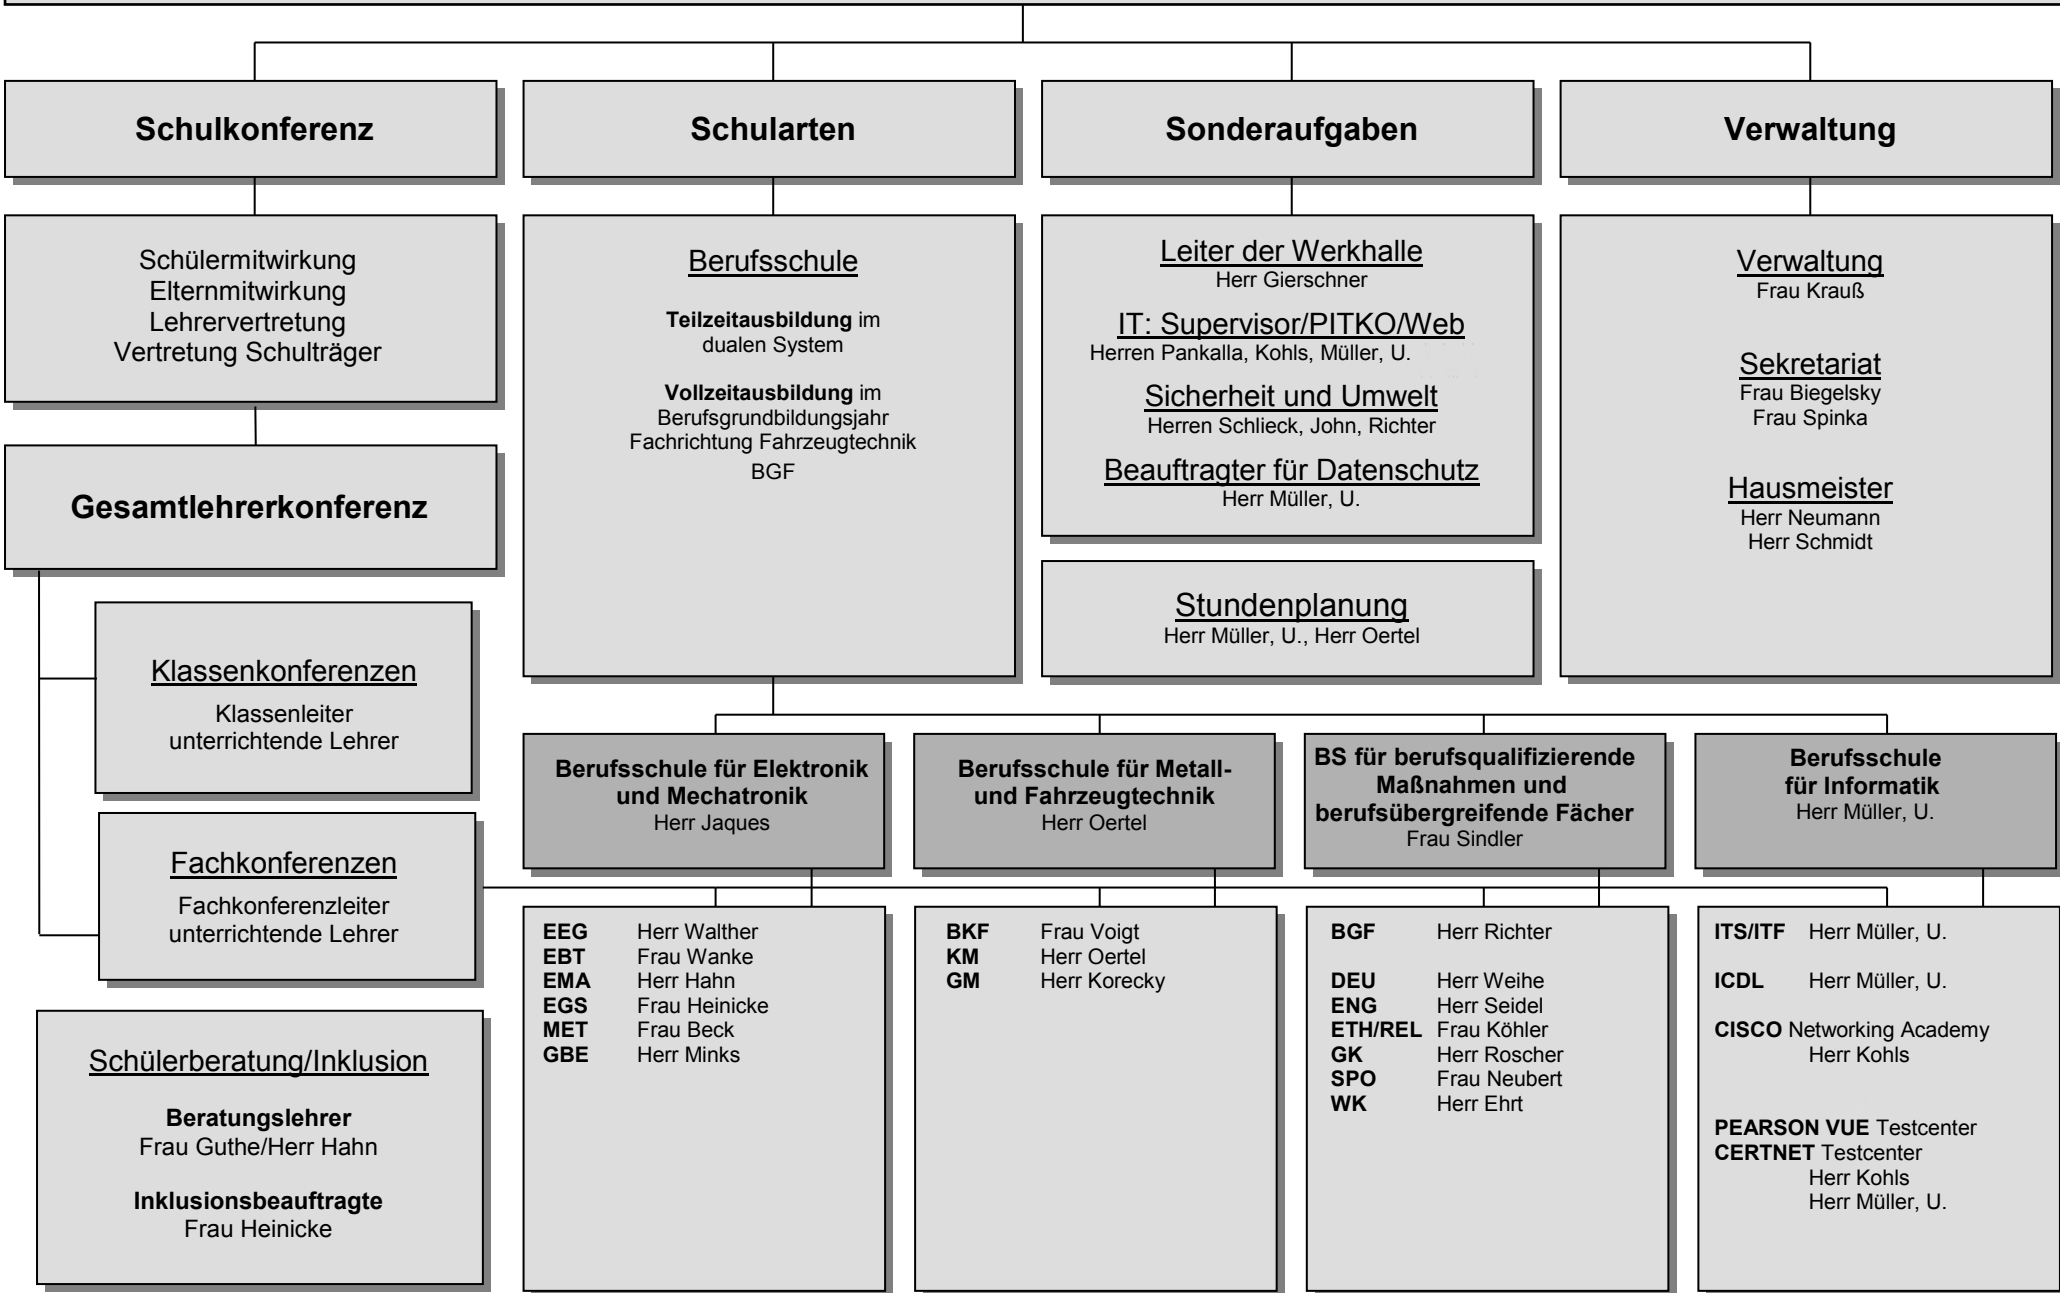 Schulkonferenz
Schularten
Sonderaufgaben
Verwaltung
Schülermitwirkung
Elternmitwirkung
Lehrervertretung
Vertretung Schulträger
Gesamtlehrerkonferenz
Klassenkonferenzen
Klassenleiter
unterrichtende Lehrer
Fachkonferenzen
Fachkonferenzleiter
unterrichtende Lehrer
Schülerberatung/Inklusion
Beratungslehrer
Frau Guthe/Herr Hahn
Inklusionsbeauftragte
Frau Heinicke
Berufsschule
Teilzeitausbildung im
dualen System
Vollzeitausbildung im
Berufsgrundbildungsjahr
Fachrichtung Fahrzeugtechnik
BGF
Leiter der Werkhalle
Herr Gierschner
IT: Supervisor/PITKO/Web
Herren Pankalla, Kohls, Müller, U.
Sicherheit und Umwelt
Herren Schlieck, John, Richter
Beauftragter für Datenschutz
Herr Müller, U.
Stundenplanung
Herr Müller, U., Herr Oertel
Verwaltung
Frau Krauß
Sekretariat
Frau Biegelsky
Frau Spinka
Hausmeister
Herr Neumann
Herr Schmidt
Berufsschule für Elektronik
und Mechatronik
Herr Jaques
Berufsschule für Metall-
und Fahrzeugtechnik
Herr Oertel
BS für berufsqualifizierende
Maßnahmen und
berufsübergreifende Fächer
Frau Sindler
Berufsschule
für Informatik
Herr Müller, U.
EEG Herr Walther
EBT Frau Wanke
EMA Herr Hahn
EGS Frau Heinicke
MET Frau Beck
GBE Herr Minks
BKF Frau Voigt
KM Herr Oertel
GM Herr Korecky
BGF Herr Richter
DEU Herr Weihe
ENG Herr Seidel
ETH/REL Frau Köhler
GK Herr Roscher
SPO Frau Neubert
WK Herr Ehrt
ITS/ITF Herr Müller, U.
ICDL Herr Müller, U.
CISCO Networking Academy
Herr Kohls
PEARSON VUE Testcenter
CERTNET Testcenter
Herr Kohls
Herr Müller, U.